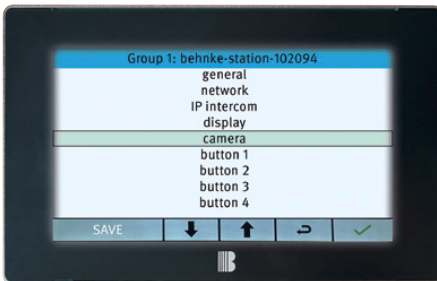 Group 1: behnke-station-102094
general
network
IP intercom
display
camera
button 1
button 2
button 3
button 4
SAVE